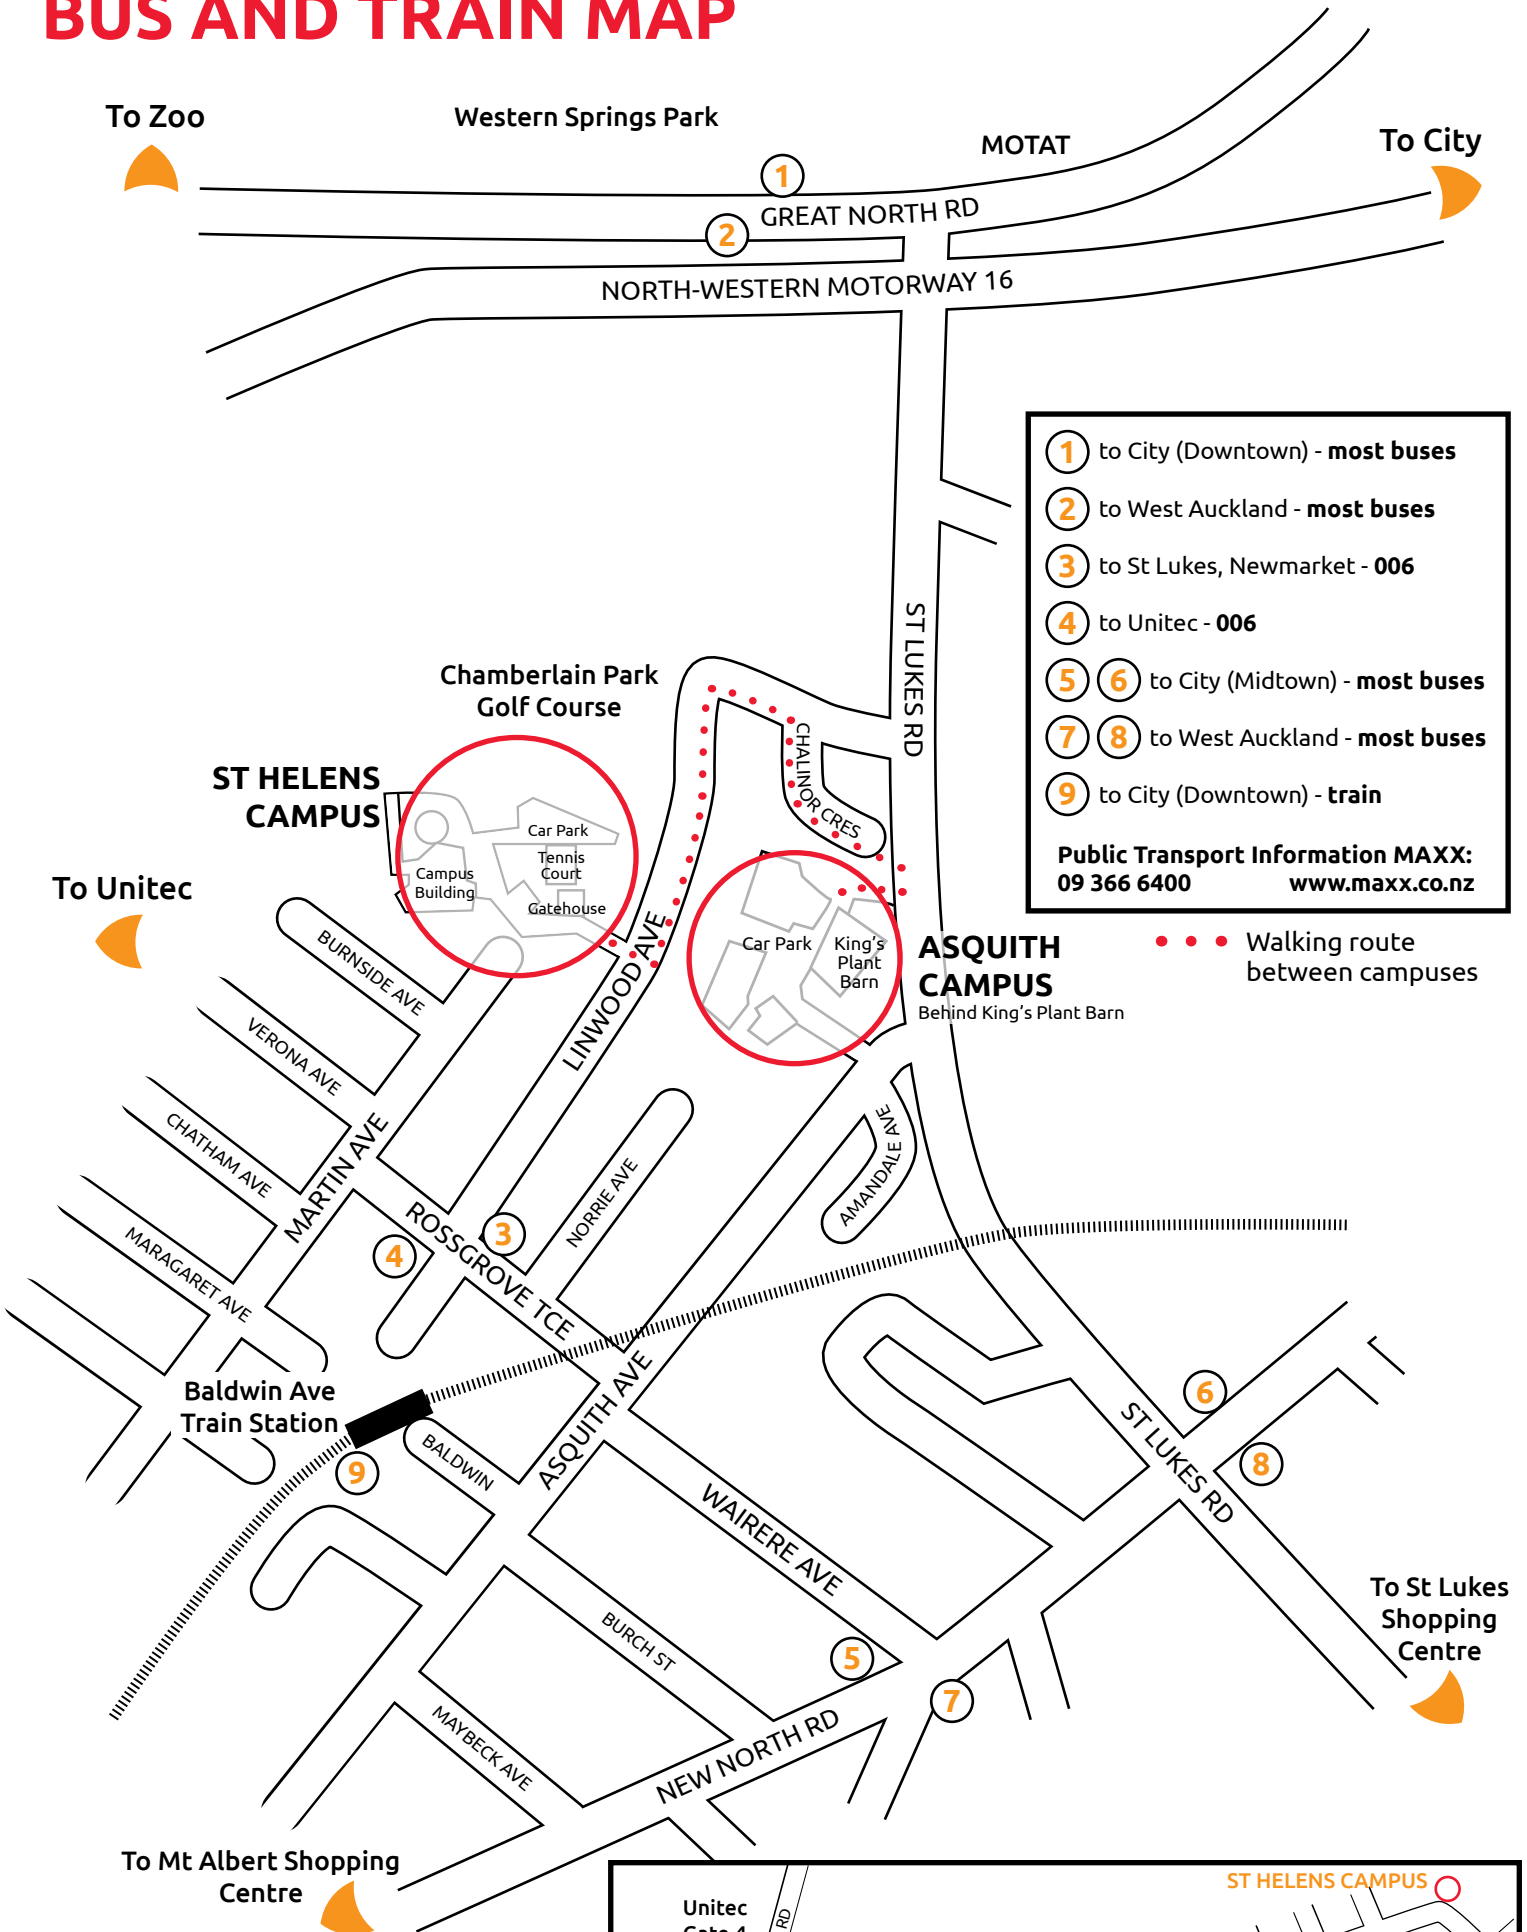 BUS AND TRAIN MAP
To Zoo
Western Springs Park
MOTAT
To City
1
GREAT NORTH RD
2
NORTH-WESTERN MOTORWAY 16
1 to City (Downtown) - most buses
2 to West Auckland - most buses
3 to St Lukes, Newmarket - 006
4 to Unitec - 006
5 6 to City (Midtown) - most buses
7 8 to West Auckland - most buses
9 to City (Downtown) - train
Public Transport Information MAXX:
09 366 6400 www.maxx.co.nz
Walking route
between campuses
ST LUKES RD
Chamberlain Park
Golf Course
CHALINOR CRES
ST HELENS
CAMPUS
Car Park
Tennis
Court
Campus
Building
Gatehouse
To Unitec
BURNSIDE AVE
LINWOOD AVE
Car Park
King's
Plant
Barn
ASQUITH
CAMPUS
Behind King's Plant Barn
VERONA AVE
CHATHAM AVE
MARTIN AVE
AMANDALE AVE
NORRIE AVE
ROSSGROVE TCE
3
4
MARAGARET AVE
Baldwin Ave
Train Station
9
BALDWIN
ASQUITH AVE
6
ST LUKES RD
8
WAIRERE AVE
To St Lukes
Shopping
Centre
BURCH ST
5
7
MAYBECK AVE
NEW NORTH RD
To Mt Albert Shopping
Centre
ST HELENS CAMPUS
Unitec
Gate 4
RD